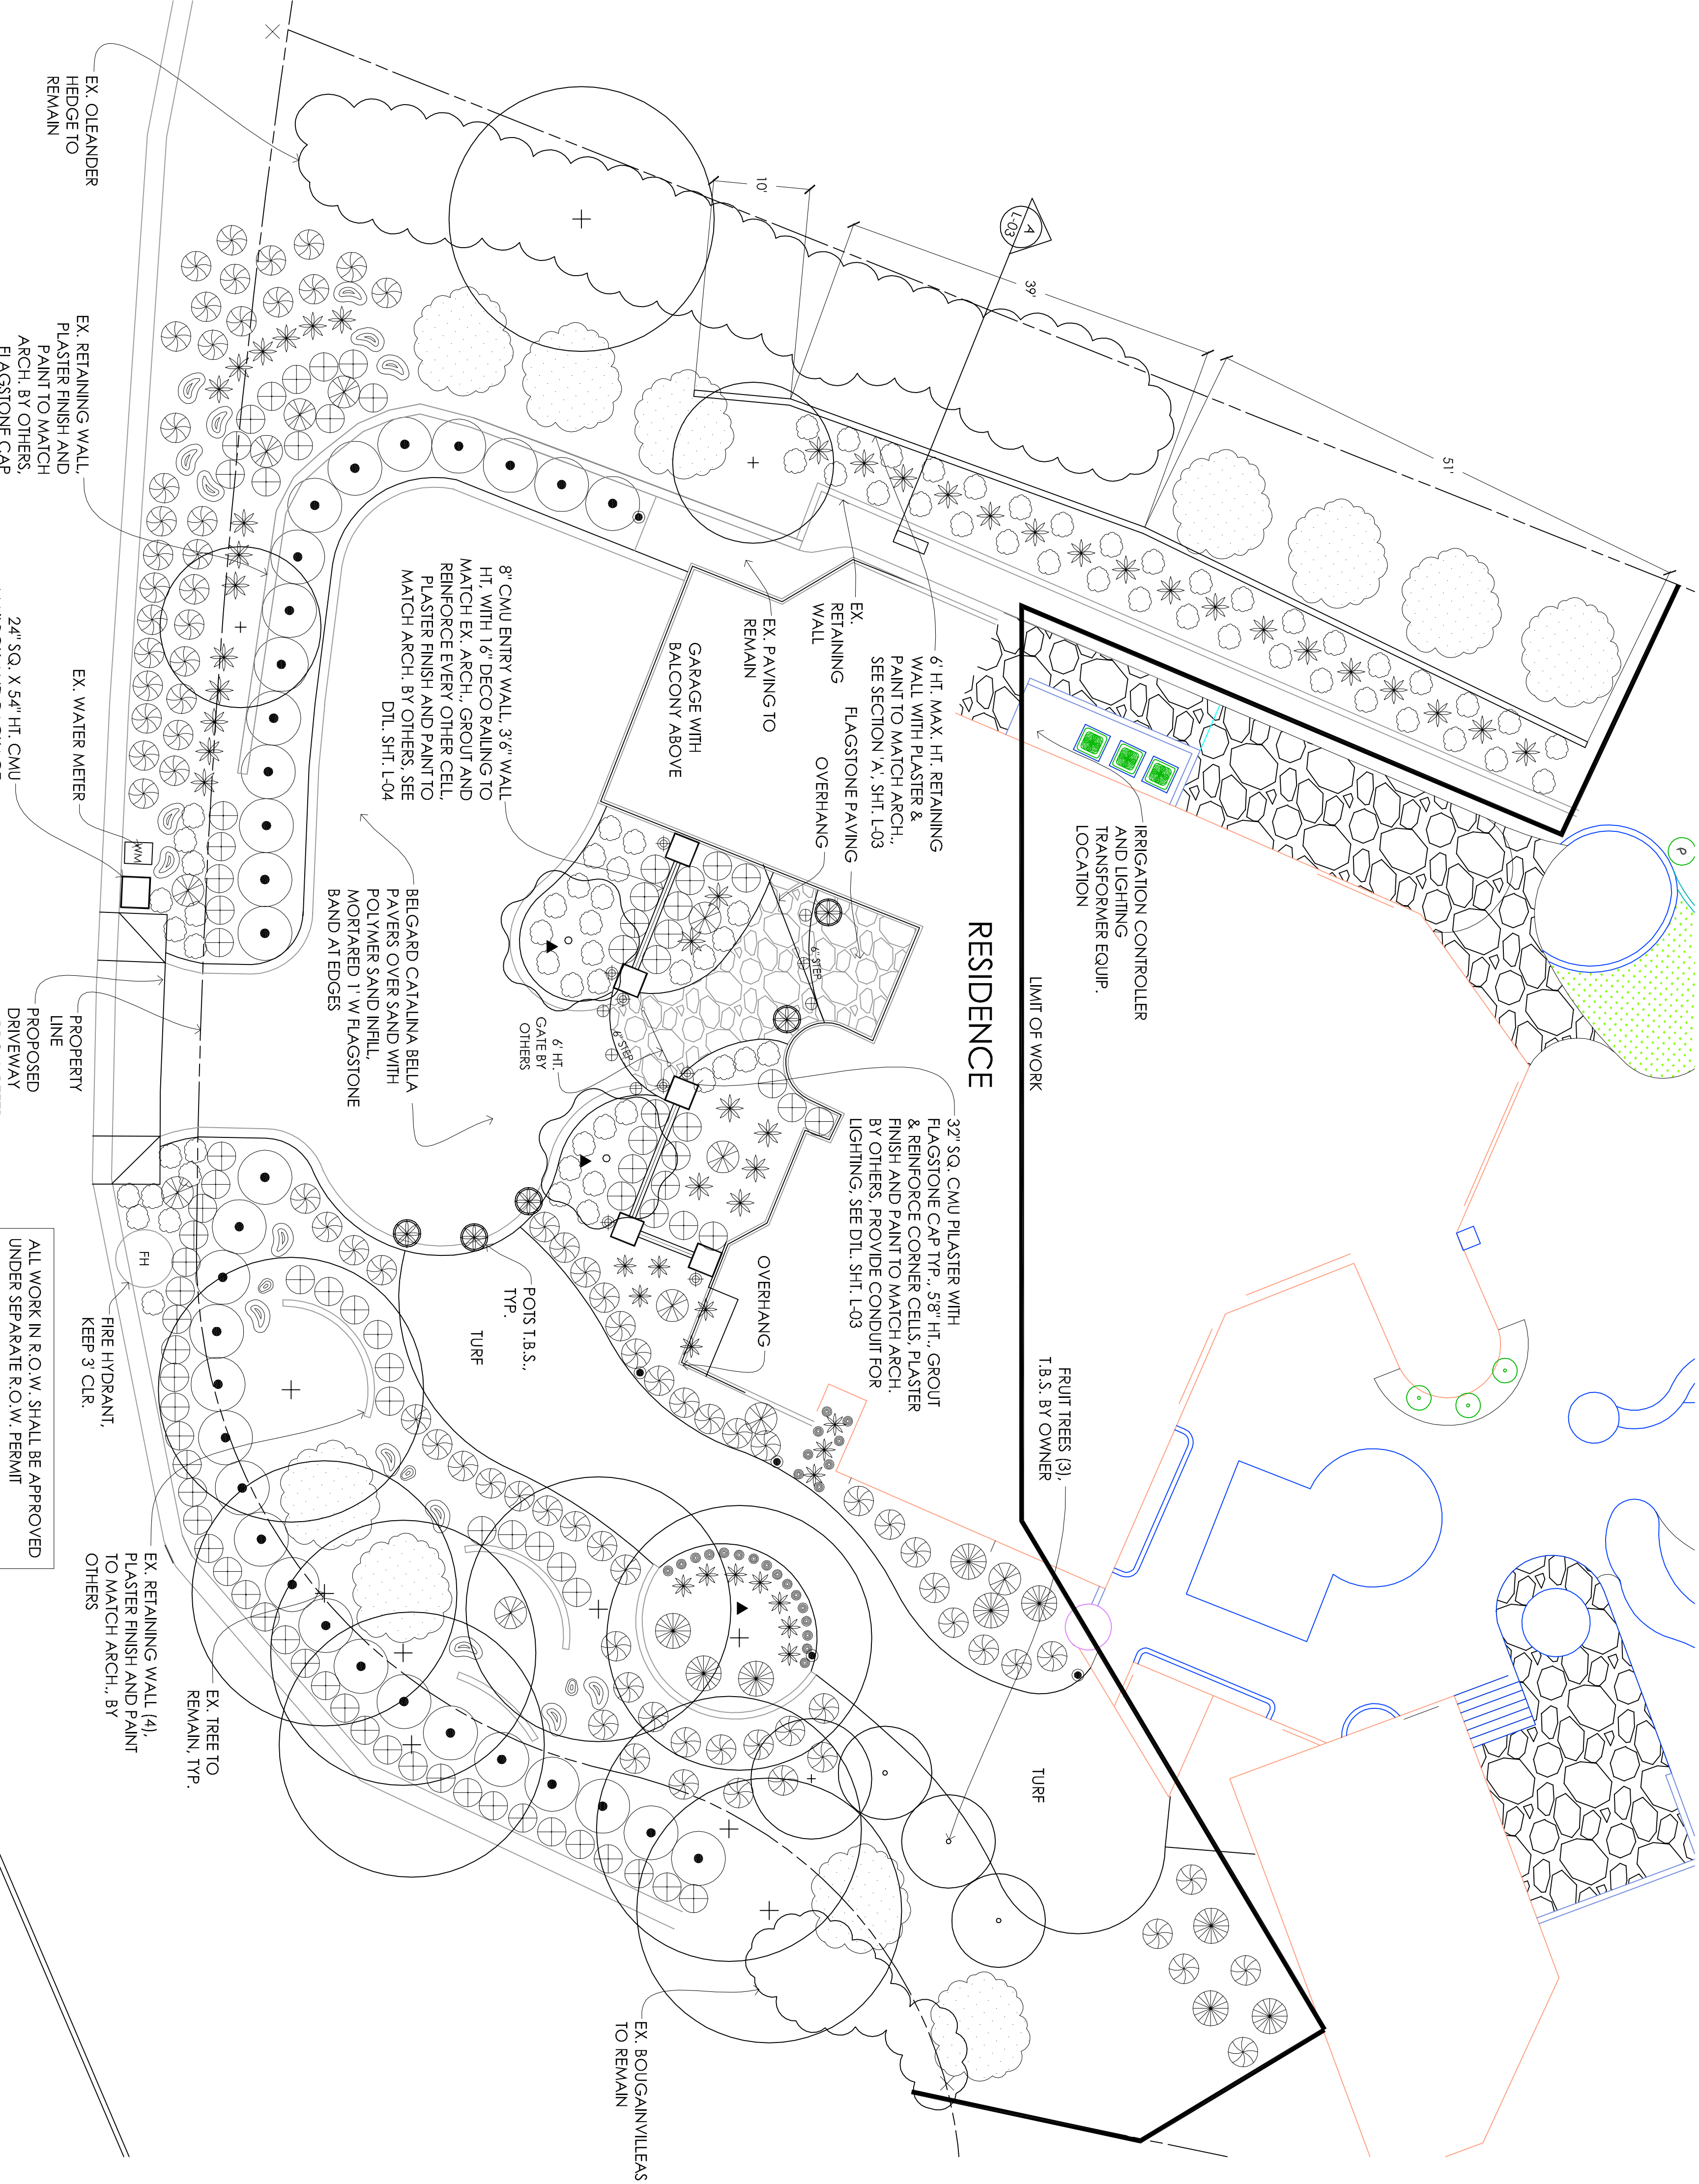 EX. OLEANDER
HEDGE TO
REMAIN
10'
A
L-03
39'
51'
EX. RETAINING WALL,
PLASTER FINISH AND
PAINT TO MATCH
ARCH. BY OTHERS,
FLAGSTONE CAP
EX. WATER METER
24" SQ. X 54" HT. CMU
WM
8" CMU ENTRY WALL, 3'6" WALL
HT, WITH 16" DECO RAILING TO
MATCH EX. ARCH., GROUT AND
REINFORCE EVERY OTHER CELL,
PLASTER FINISH AND PAINT TO
MATCH ARCH. BY OTHERS, SEE
DTL. SHT. L-04
GARAGE WITH
BALCONY ABOVE
EX. PAVING TO
REMAIN
EX.
RETAINING
WALL
6' HT. MAX. HT. RETAINING
WALL WITH PLASTER &
PAINT TO MATCH ARCH.,
SEE SECTION 'A', SHT. L-03
FLAGSTONE PAVING
OVERHANG
IRRIGATION CONTROLLER
AND LIGHTING
TRANSFORMER EQUIP.
LOCATION
P
RESIDENCE
LIMIT OF WORK
6" STEP
6" STEP
6' HT.
GATE BY
OTHERS
BELGARD CATALINA BELLA
PAVERS OVER SAND WITH
POLYMER SAND INFILL,
MORTARED 1' W FLAGSTONE
BAND AT EDGES
PROPERTY
LINE
PROPOSED
DRIVEWAY
32" SQ. CMU PILASTER WITH
FLAGSTONE CAP TYP., 5'8" HT., GROUT
& REINFORCE CORNER CELLS, PLASTER
FINISH AND PAINT TO MATCH ARCH.
BY OTHERS, PROVIDE CONDUIT FOR
LIGHTING, SEE DTL. SHT. L-03
OVERHANG
POTS T.B.S.,
TYP.
TURF
FH
FIRE HYDRANT,
KEEP 3' CLR.
ALL WORK IN R.O.W. SHALL BE APPROVED
UNDER SEPARATE R.O.W. PERMIT
FRUIT TREES (3),
T.B.S. BY OWNER
EX. RETAINING WALL (4),
PLASTER FINISH AND PAINT
TO MATCH ARCH., BY
OTHERS
EX. TREE TO
REMAIN, TYP.
TURF
EX. BOUGAINVILLEAS
TO REMAIN